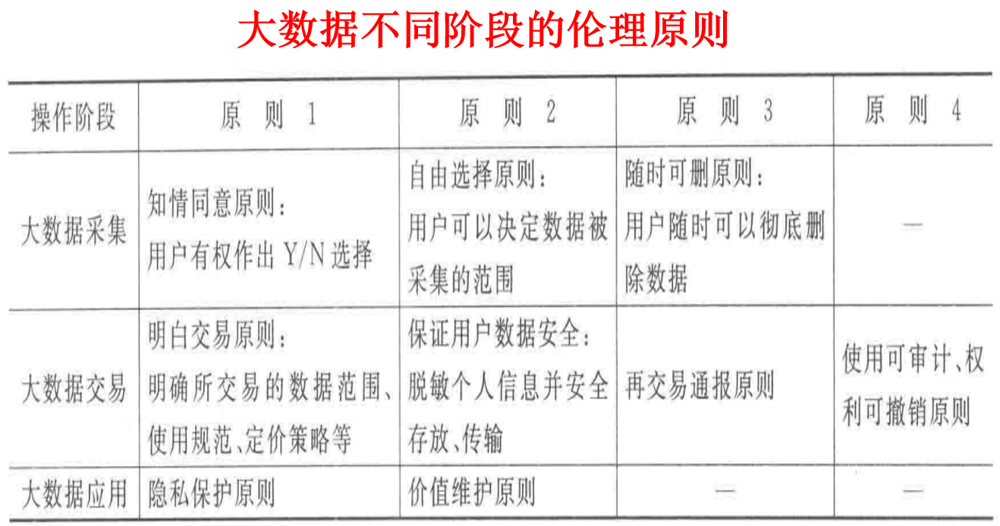 大数据不同阶段的伦理原则
操作阶段 原则1 原则2 原则3 原则4
大数据采集
知情同意原则：
用户有权作出 Y/N 选择
自由选择原则：
用户可以决定数据被
采集的范围
随时可删原则：
用户随时可以彻底删
除数据
—
大数据交易
明白交易原则：
明确所交易的数据范围、
使用规范、定价策略等
保证用户数据安全：
脱敏个人信息并安全
存放、传输
再交易通报原则
使用可审计、权
利可撤销原则
大数据应用 隐私保护原则 价值维护原则 — —